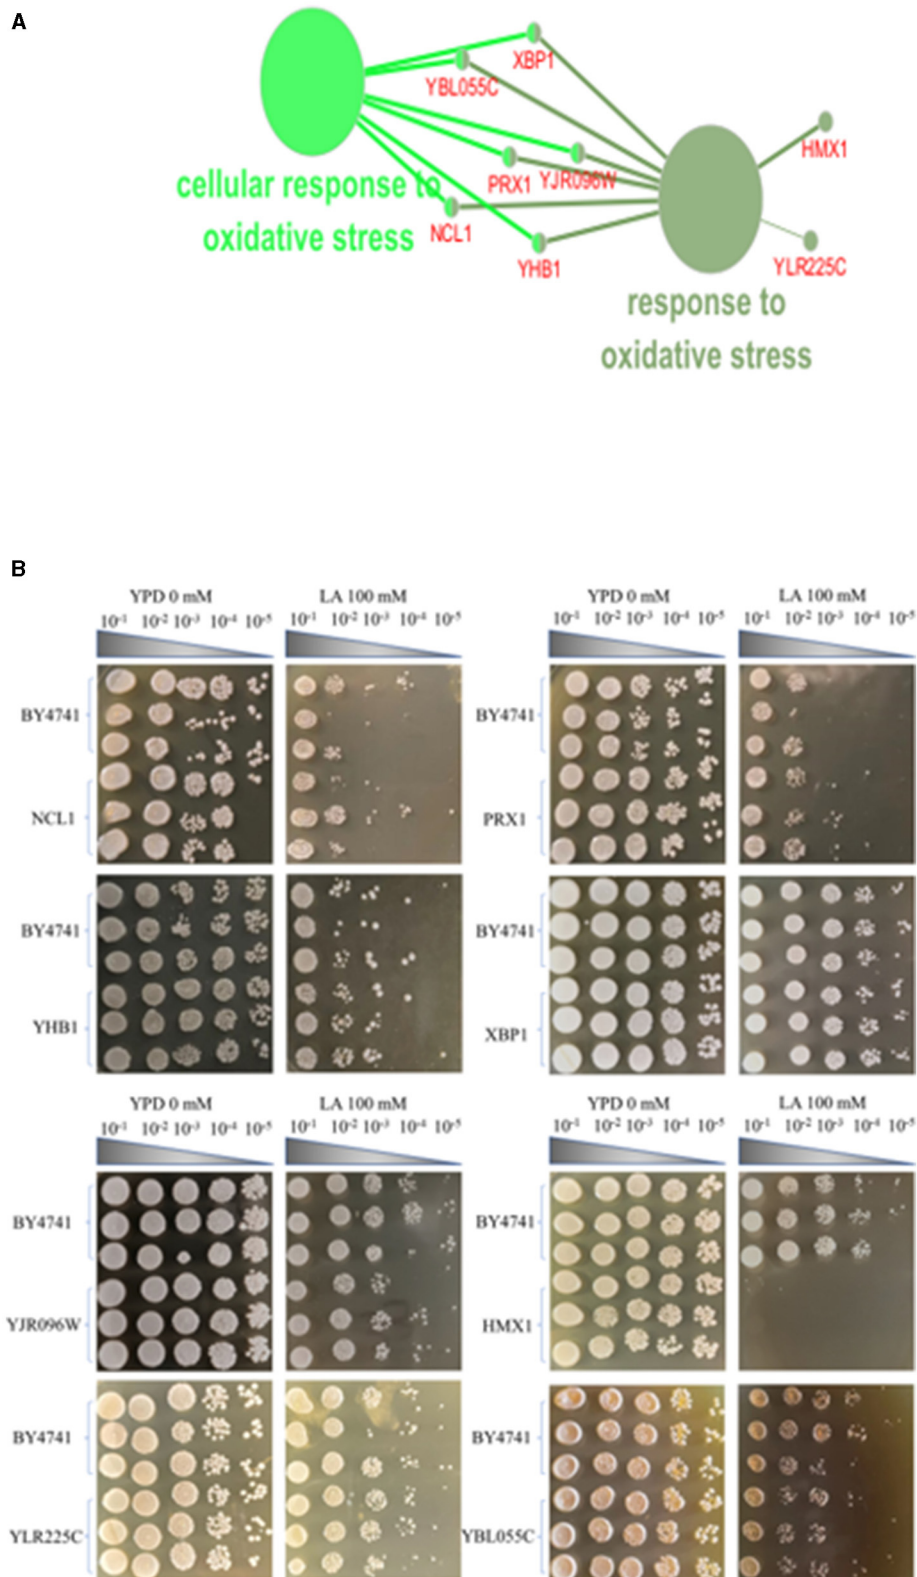 A
XBP1
YBL055C
HMX1
cellular response to
PRX1 YJR096W
oxidative stress
NCL1
YHB1
YLR225C
response to
oxidative stress
B
YPD 0 mM LA 100 mM YPD 0 mM LA 100 mM
10-1 10-2 10-3 10-4 10-5 10-1 10-2 10-3 10-4 10-5 10-1 10-2 10-3 10-4 10-5 10-1 10-2 10-3 10-4 10-5
BY4741 BY4741
NCL1 PRX1
BY4741 BY4741
YHB1 XBP1
YPD 0 mM LA 100 mM YPD 0 mM LA 100 mM
10-1 10-2 10-3 10-4 10-5 10-1 10-2 10-3 10-4 10-5 10-1 10-2 10-3 10-4 10-5 10-1 10-2 10-3 10-4 10-5
BY4741 BY4741
YJR096W HMX1
BY4741 BY4741
YLR225C YBL055C